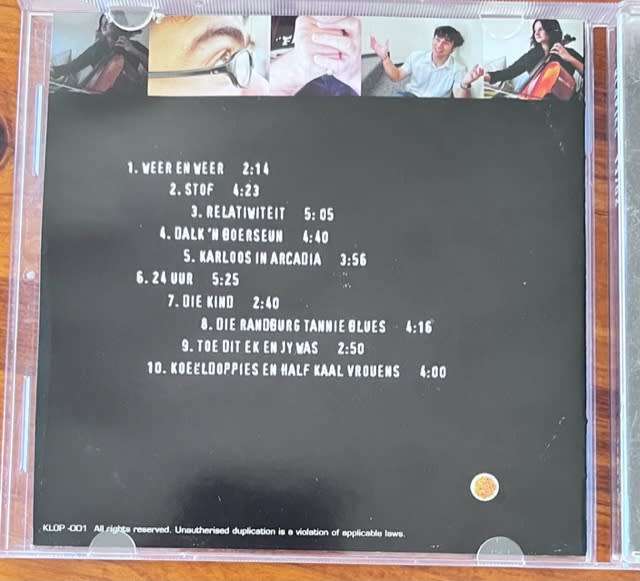 1. WEER EN WEER 2:14
2. STOF 4:23
3. RELATIWITEIT 5:05
4. DALK 'N BOERSEUN 4:40
5. KARLOOS IN ARCADIA 3:56
6. 24 UUR 5:25
7. DIE KIND 2:40
8. DIE RANDBURG TANNIE BLUES 4:16
9. TOE DIT EK EN JY WAS 2:50
10. KOEËLDOPPIES EN HALF KAAL VROUENS 4:00
KLOP -001 All rights reserved. Unauthorised duplication is a violation of applicable laws.